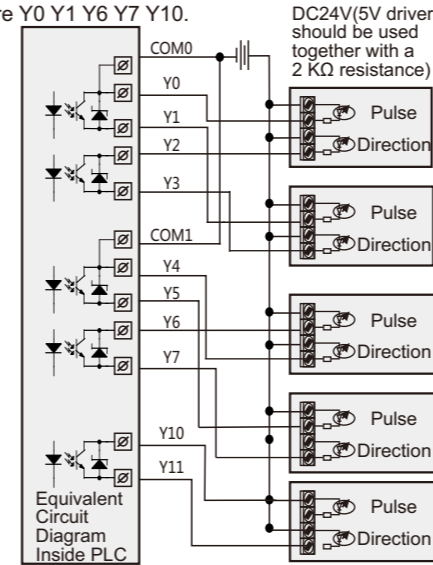 re Y0 Y1 Y6 Y7 Y10.
DC24V(5V driver
should be used
together with a
2 KΩ resistance)
COM0
Y0
Y1
Y2
Y3
COM1
Y4
Y5
Y6
Y7
Y10
Y11
Equivalent
Circuit
Diagram
Inside PLC
Pulse
Direction
Pulse
Direction
Pulse
Direction
Pulse
Direction
Pulse
Direction